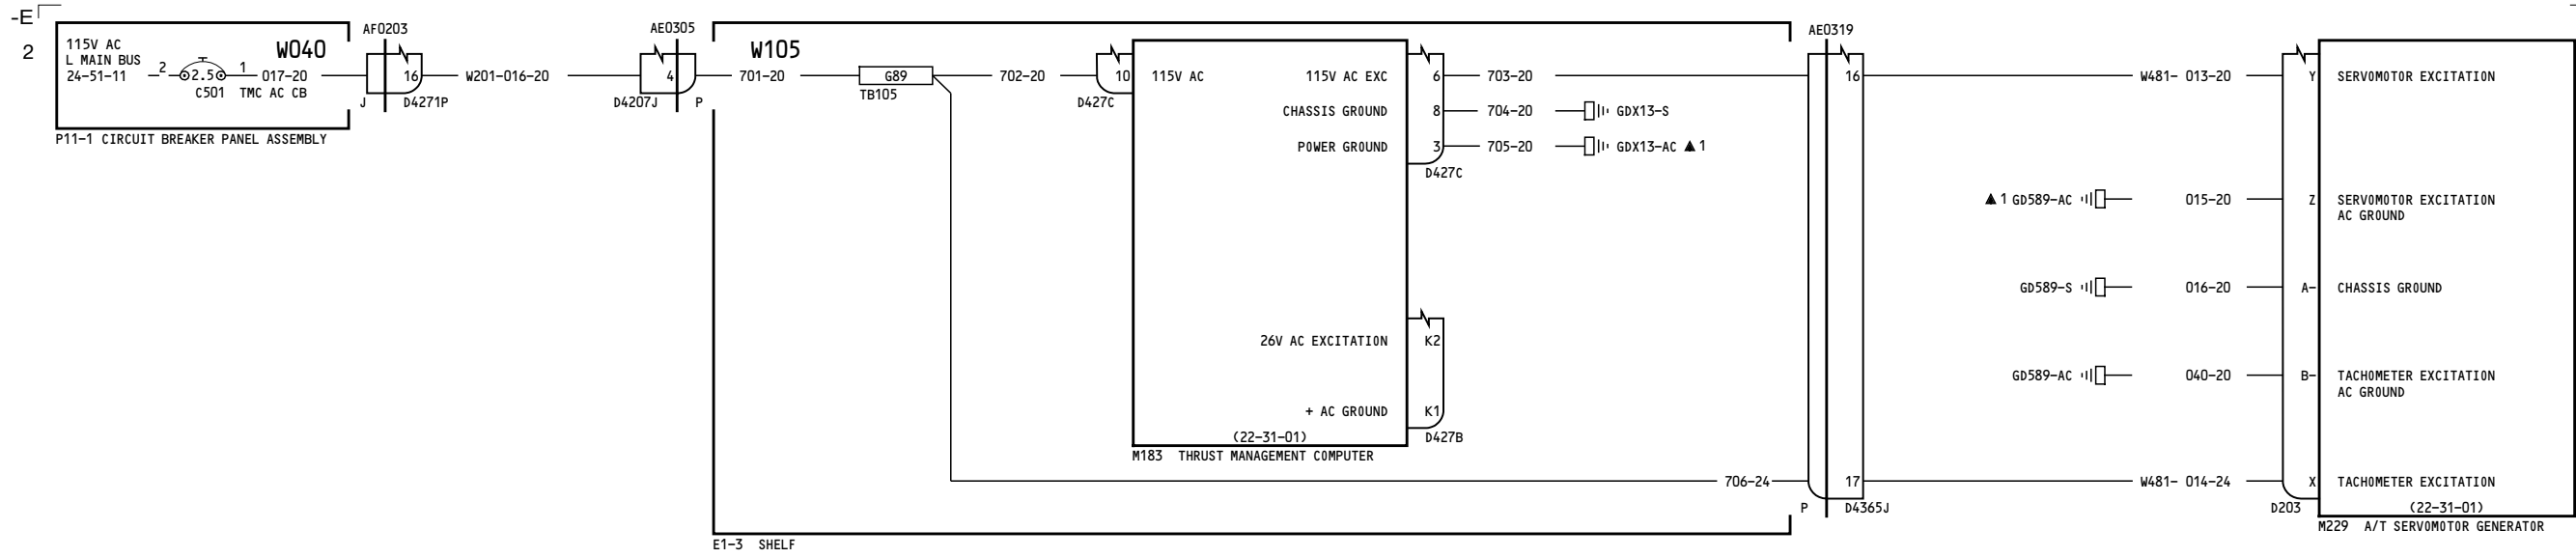 -E
2
115V AC
L MAIN BUS
24-51-11
2
2.5
1
C501 TMC AC CB
W040
017-20
P11-1 CIRCUIT BREAKER PANEL ASSEMBLY
AF0203
16
J
D4271P
W201-016-20
AE0305
4
D4207J
P
W105
701-20
G89
TB105
702-20
10
D427C
115V AC
115V AC EXC
6
703-20
CHASSIS GROUND
8
704-20
GDX13-S
POWER GROUND
3
705-20
GDX13-AC ▲ 1
D427C
26V AC EXCITATION
K2
+ AC GROUND
K1
(22-31-01)
D427B
M183 THRUST MANAGEMENT COMPUTER
706-24
E1-3 SHELF
AE0319
16
17
P
D4365J
W481- 013-20
Y
SERVOMOTOR EXCITATION
▲ 1 GD589-AC
015-20
Z
SERVOMOTOR EXCITATION
AC GROUND
GD589-S
016-20
A-
CHASSIS GROUND
GD589-AC
040-20
B-
TACHOMETER EXCITATION
AC GROUND
W481- 014-24
X
TACHOMETER EXCITATION
D203
(22-31-01)
M229 A/T SERVOMOTOR GENERATOR